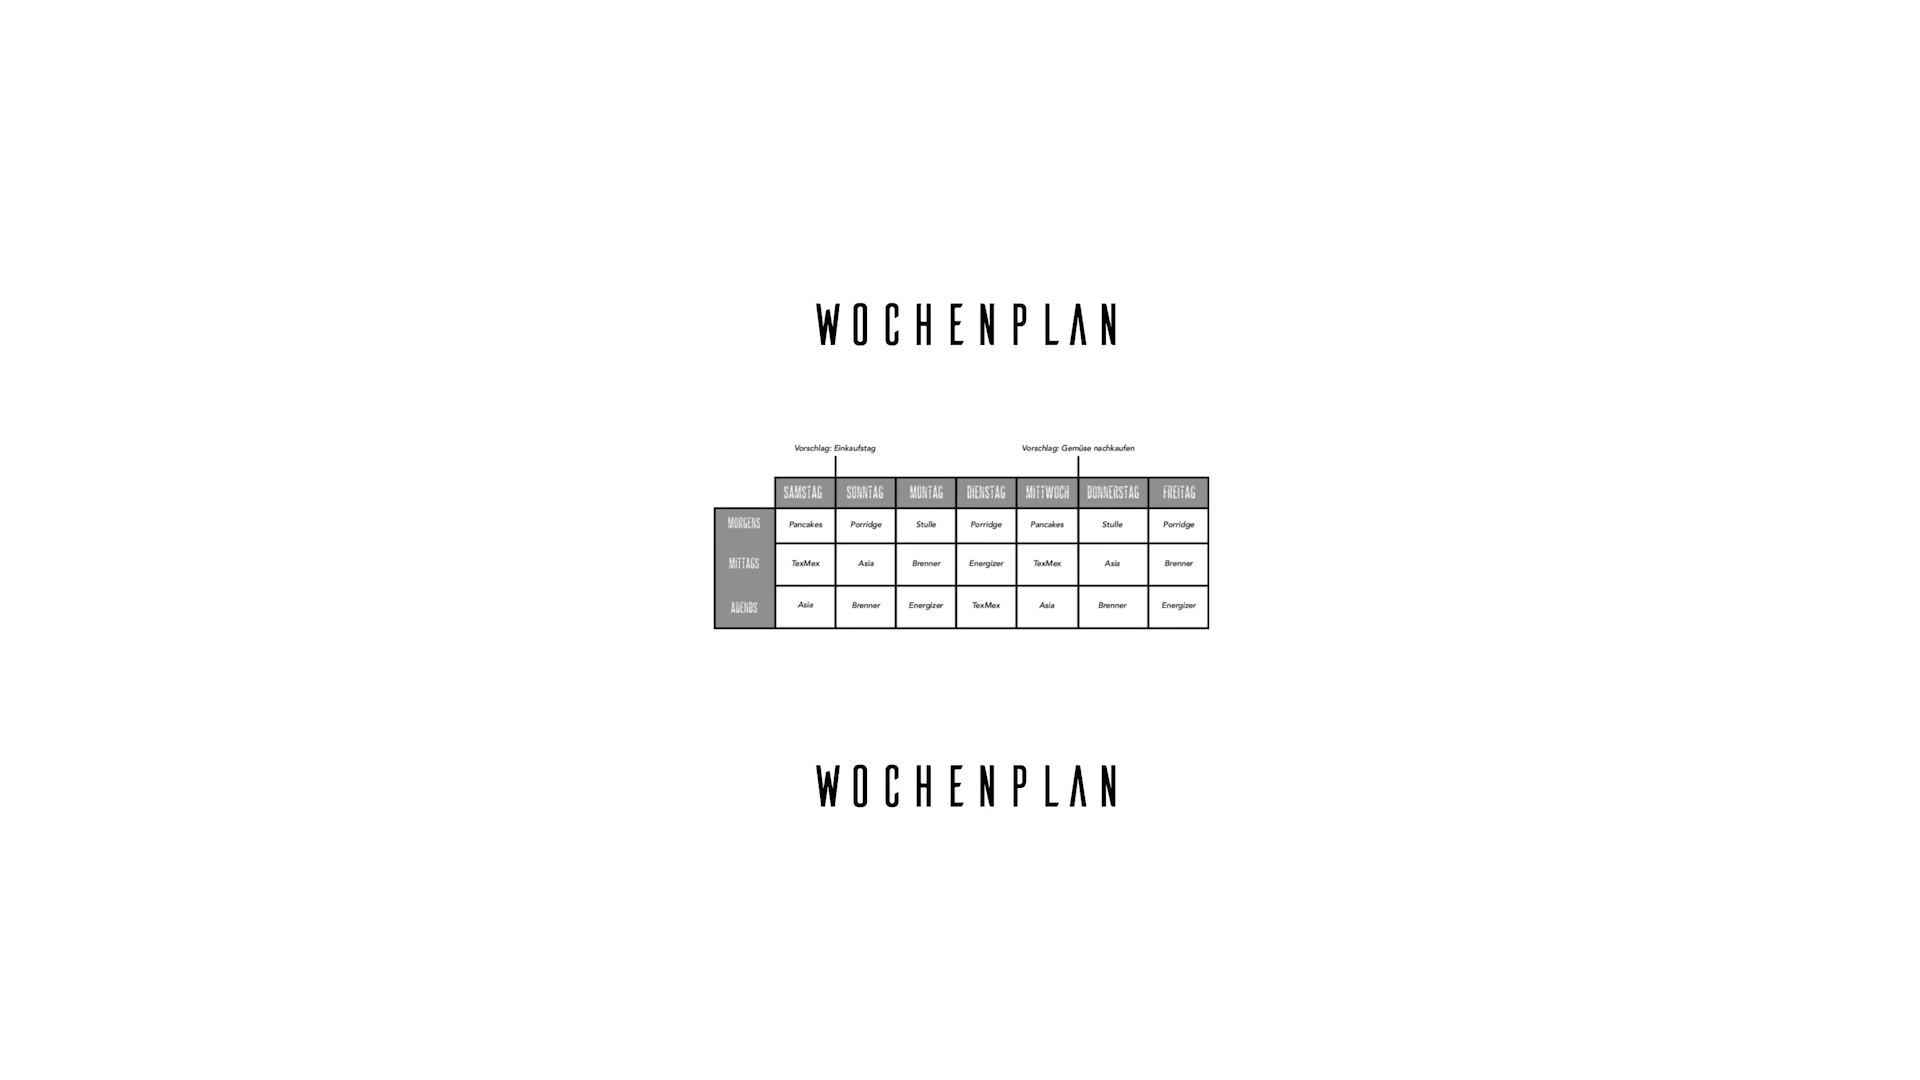 WOCHENPLAN
Vorschlag: Einkaufstag Vorschlag: Gemüse nachkaufen
SAMSTAG SONNTAG MONTAG DIENSTAG MITTWOCH DONNERSTAG FREITAG
MORGENS Pancakes Porridge Stulle Porridge Pancakes Stulle Porridge
MITTAGS TexMex Asia Brenner Energizer TexMex Asia Brenner
ABENDS Asia Brenner Energizer TexMex Asia Brenner Energizer
WOCHENPLAN